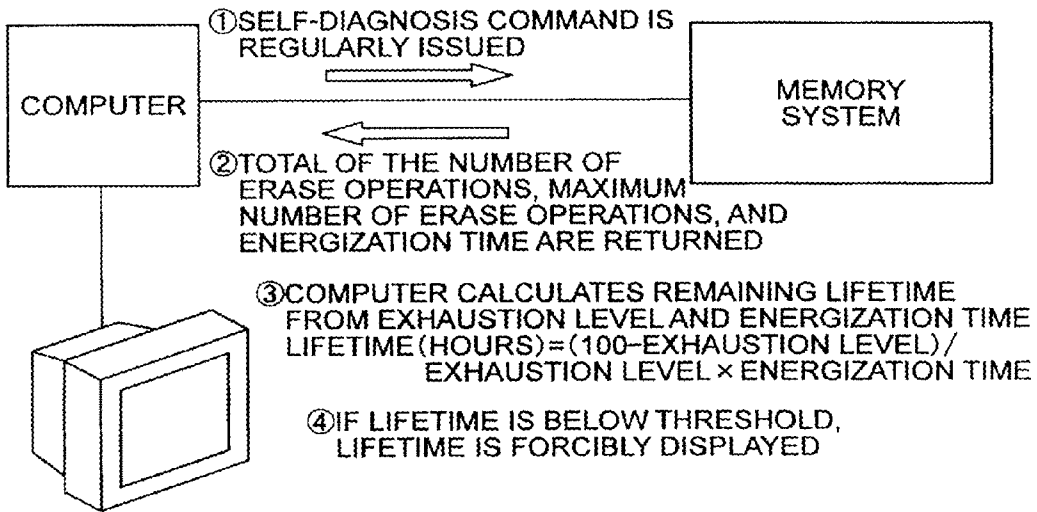 ①SELF-DIAGNOSIS COMMAND IS
REGULARLY ISSUED
COMPUTER
MEMORY
SYSTEM
②TOTAL OF THE NUMBER OF
ERASE OPERATIONS, MAXIMUM
NUMBER OF ERASE OPERATIONS, AND
ENERGIZATION TIME ARE RETURNED
③COMPUTER CALCULATES REMAINING LIFETIME
FROM EXHAUSTION LEVEL AND ENERGIZATION TIME
LIFETIME(HOURS)=(100-EXHAUSTION LEVEL)/
EXHAUSTION LEVEL×ENERGIZATION TIME
④IF LIFETIME IS BELOW THRESHOLD,
LIFETIME IS FORCIBLY DISPLAYED